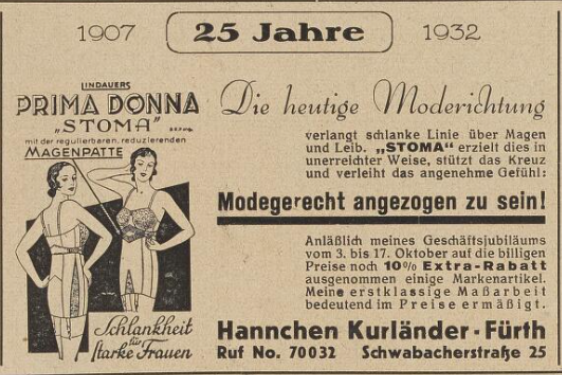 1907 25 Jahre 1932
LINDAUERS
PRIMA DONNA
„STOMA"
mit der regulierbaren, reduzierenden
MAGENPATTE
Schlankheit
für
starke Frauen
Die heutige Moderichtung
verlangt schlanke Linie über Magen
und Leib. „STOMA“ erzielt dies in
unerreichter Weise, stützt das Kreuz
und verleiht das angenehme Gefühl:
Modegerecht angezogen zu sein!
Anläßlich meines Geschäftsjubiläums
vom 3. bis 17. Oktober auf die billigen
Preise noch 10% Extra-Rabatt
ausgenommen einige Markenartikel.
Meine erstklassige Maßarbeit
bedeutend im Preise ermäßigt.
Hannchen Kurländer - Fürth
Ruf No. 70032 Schwabacherstraße 25